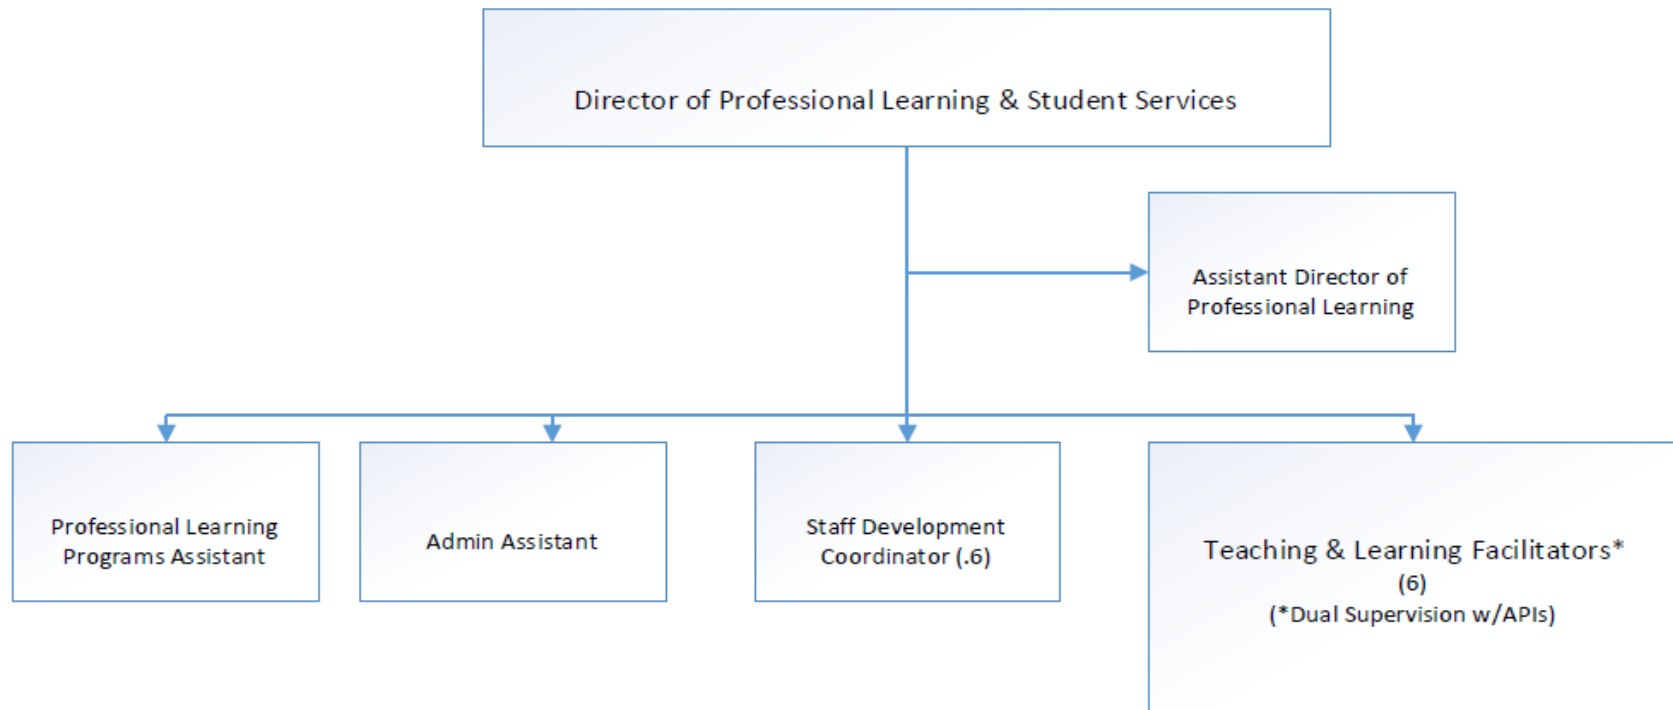 Director of Professional Learning & Student Services
Assistant Director of
Professional Learning
Professional Learning
Programs Assistant
Admin Assistant
Staff Development
Coordinator (.6)
Teaching & Learning Facilitators*
(6)
(*Dual Supervision w/APIs)